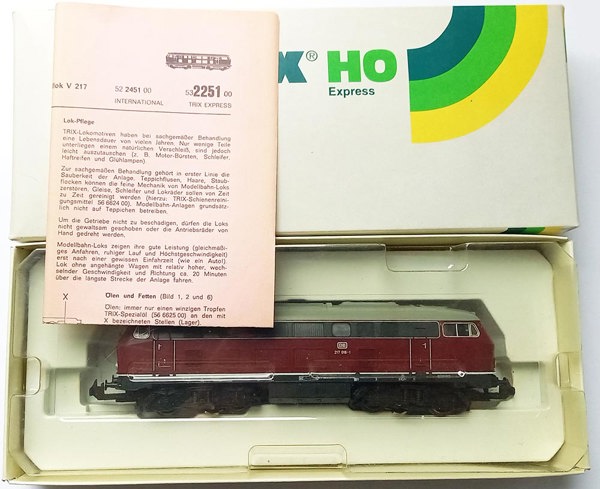 X® HO
Express
lok V 217
52 2451 00
INTERNATIONAL
53 2251 00
TRIX EXPRESS
Lok-Pflege
TRIX-Lokomotiven haben bei sachgemäßer Behandlung
eine Lebensdauer von vielen Jahren. Nur wenige Teile
unterliegen einem natürlichen Verschleiß, sind jedoch
leicht auszutauschen (z. B. Motor-Bürsten, Schleifer,
Haftreifen und Glühlampen).
Zur sachgemäßen Behandlung gehört in erster Linie die
Sauberkeit der Anlage. Teppichflusen, Haare, Staub-
flocken können die feine Mechanik von Modellbahn-Loks
zerstören. Gleise, Schleifer und Lokräder sollen von Zeit
zu Zeit gereinigt werden (hierzu: TRIX-Schienenreini-
gungsmittel 56 6624 00). Modellbahn-Anlagen grundsätz-
lich nicht auf Teppichen betreiben.
Um die Getriebe nicht zu beschädigen, dürfen die Loks
nicht gewaltsam geschoben oder die Antriebsräder von
Hand gedreht werden.
Modellbahn-Loks zeigen ihre gute Leistung (gleichmäßi-
ges Anfahren, ruhiger Lauf und Höchstgeschwindigkeit)
erst nach einer gewissen Einfahrzeit (wie ein Auto!)
Lok ohne angehängte Wagen mit relativ hoher, wech-
selnder Geschwindigkeit und Richtung ca. 20 Minuten
über die längste Strecke der Anlage fahren.
X
Ölen und Fetten (Bild 1, 2 und 6)
Ölen: immer nur einen winzigen Tropfen
TRIX-Spezialöl (56 6625 00) an den mit
X bezeichneten Stellen (Lager).
DB
1
217 018-1
1